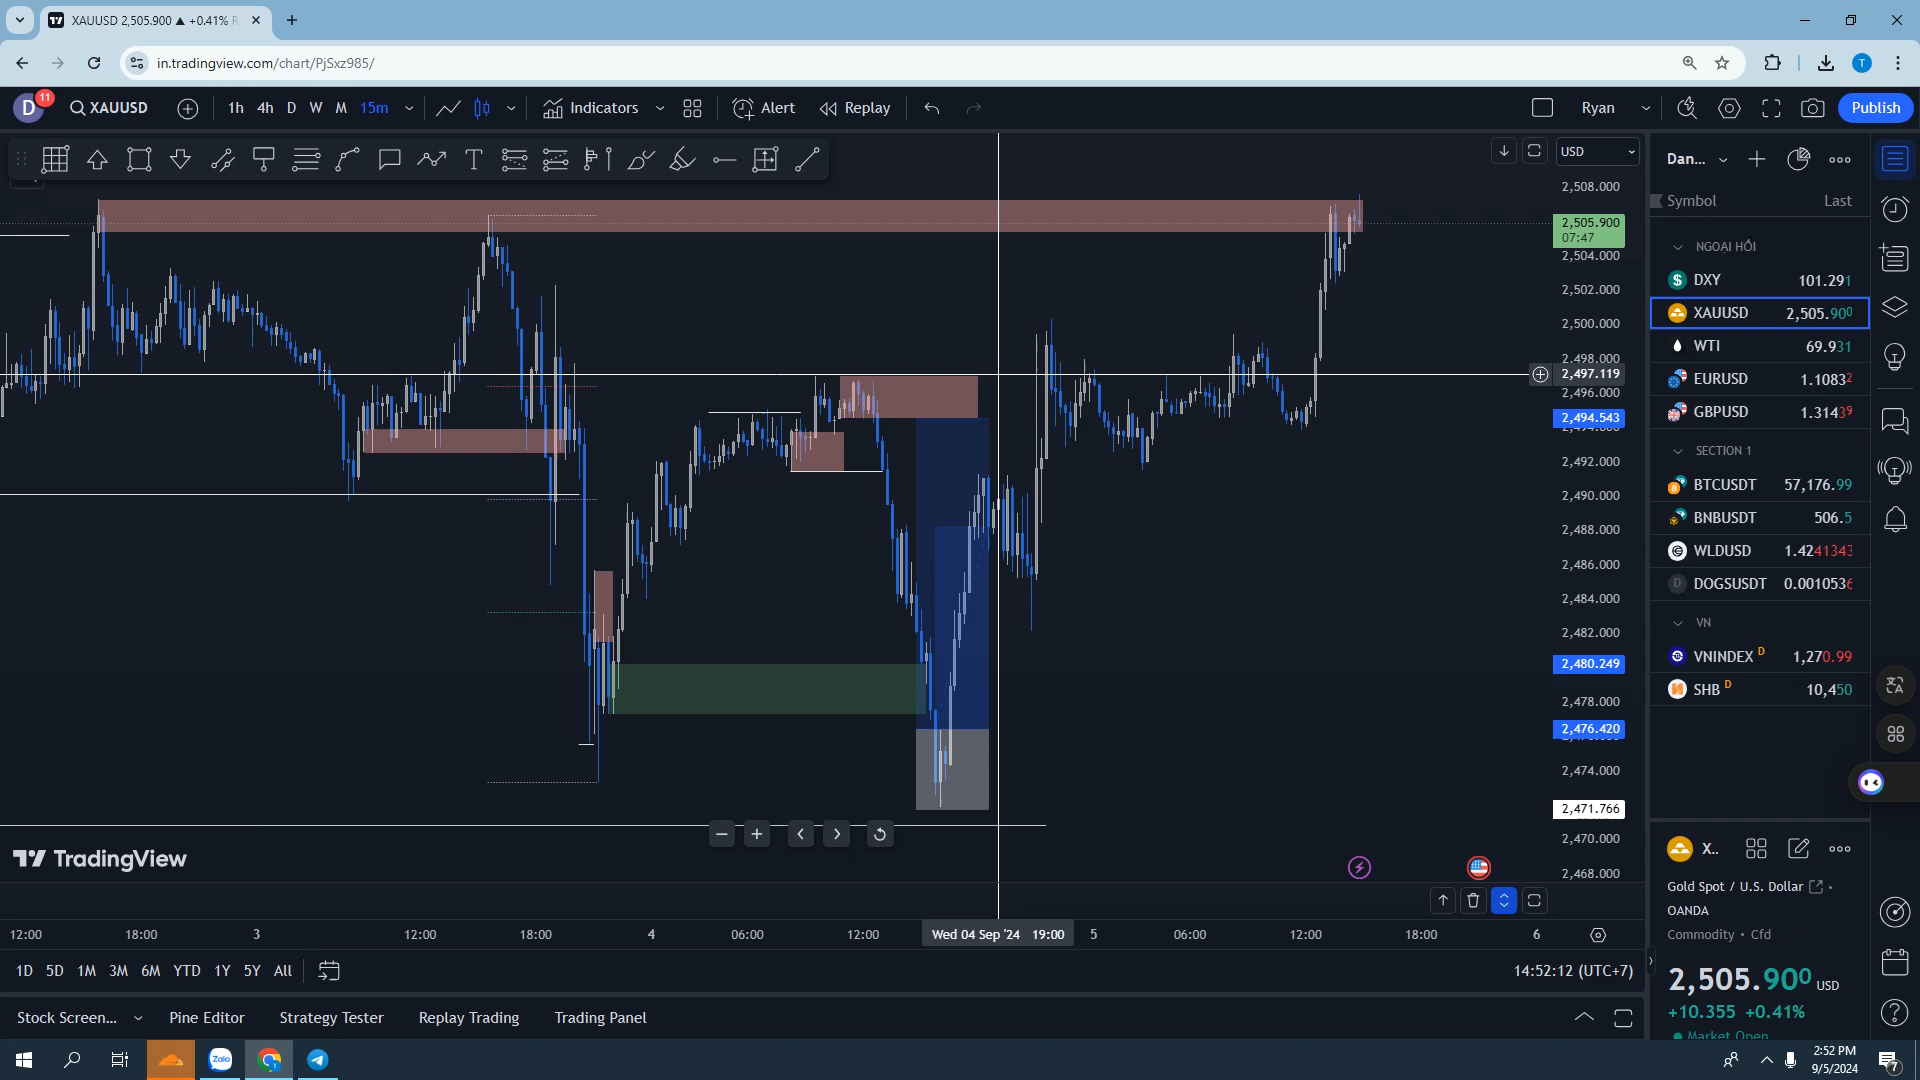 XAUUSD 2,505.900 ▲ +0.41% R
in.tradingview.com/chart/PjSxz985/
T
D
11
XAUUSD
1h 4h D W M 15m
Indicators
Alert
Replay
Ryan
Publish
USD
2,508.000
2,505.900
07:47
2,504.000
2,502.000
2,500.000
2,498.000
2,497.119
2,496.000
2,494.543
2,492.000
2,490.000
2,488.000
2,486.000
2,484.000
2,482.000
2,480.249
2,478.000
2,476.420
2,474.000
2,471.766
2,470.000
2,468.000
TradingView
12:00 18:00 3 12:00 18:00 4 06:00 12:00 Wed 04 Sep '24 19:00 5 06:00 12:00 18:00 6
1D 5D 1M 3M 6M YTD 1Y 5Y All
14:52:12 (UTC+7)
Stock Screen... Pine Editor Strategy Tester Replay Trading Trading Panel
Dan...
Symbol Last
NGOẠI HỐI
DXY 101.291
XAUUSD 2,505.900
WTI 69.931
EURUSD 1.10832
GBPUSD 1.31439
SECTION 1
BTCUSDT 57,176.99
BNBUSDT 506.5
WLDUSD 1.4241343
DOGSUSDT 0.0010536
VN
VNINDEX D 1,270.99
SHB D 10,450
X..
Gold Spot / U.S. Dollar
OANDA
Commodity • Cfd
2,505.900 USD
+10.355 +0.41%
Market Open
Zalo
2:52 PM
9/5/2024
7